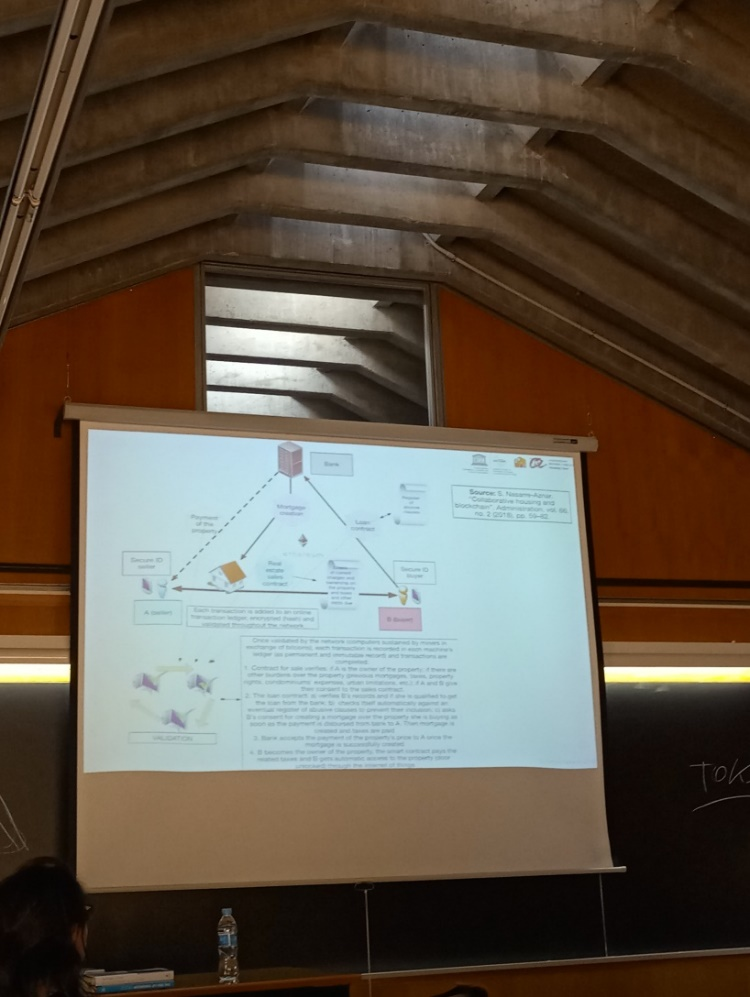 Bank
Source: S. Nasarre-Aznar,
"Collaborative housing and
blockchain", Administration, vol. 66,
no. 2 (2018), pp. 59–82.
Mortgage
creation
Payment
of the
property
Loan
contract
Secure ID
seller
Real
estate
sales
contract
Secure ID
buyer
A (seller)
B (buyer)
Each transaction is added to an online
transaction ledger, encrypted (hash) and
validated throughout the network
Once validated by the network (computers sustained by miners in
exchange of bitcoins), each transaction is recorded in each machine's
ledger (as permanent and immutable record) and transactions are
completed.
1. Contract for sale verifies: if A is the owner of the property; if there are
other burdens over the property (previous mortgages, taxes, property
rights, condominiums' expenses, urban limitations, etc.); if A and B give
their consent to the sales contract.
2. The loan contract: a) verifies B's records and if she is qualified to get
the loan from the bank; b) checks itself automatically against an
eventual register of abusive clauses to prevent their inclusion; c) asks
B's consent for creating a mortgage over the property she is buying as
soon as the payment is disbursed from bank to A. Then mortgage is
created and taxes are paid
3. Bank accepts the payment of the property's price to A once the
mortgage is successfully created
4. B becomes the owner of the property, the smart contract pays the
related taxes and B gets automatic access to the property (door
unlocked) through the Internet of things
VALIDATION
TOK